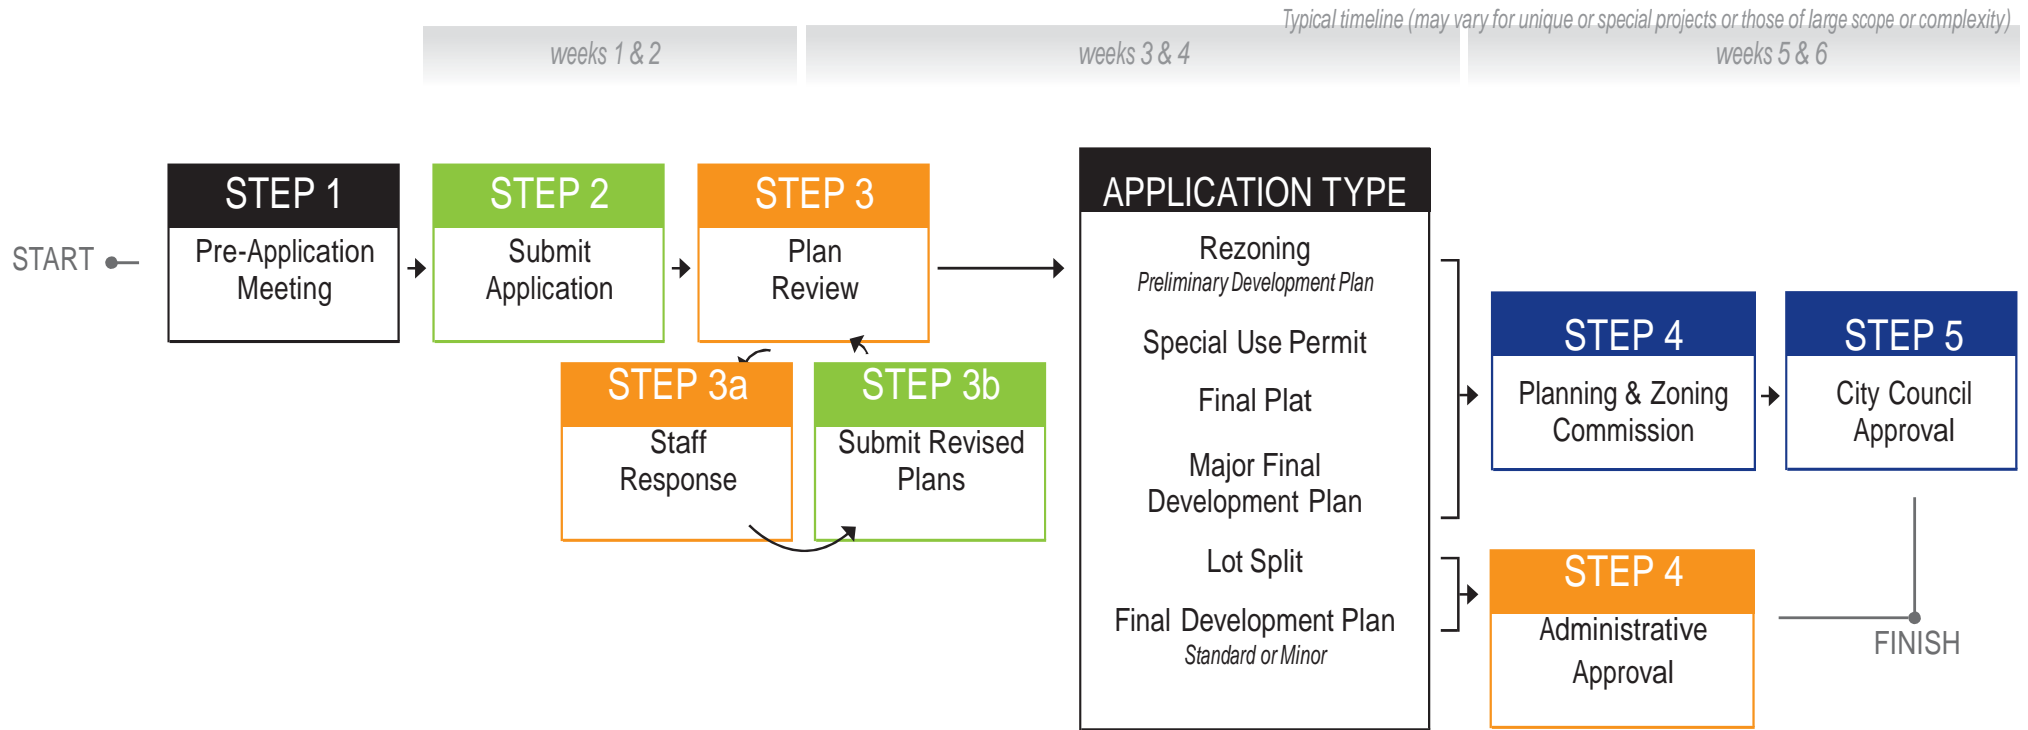 Typical timeline (may vary for unique or special projects or those of large scope or complexity)
weeks 1 & 2
weeks 3 & 4
weeks 5 & 6
START
STEP 1
Pre-Application
Meeting
STEP 2
Submit
Application
STEP 3
Plan
Review
STEP 3a
Staff
Response
STEP 3b
Submit Revised
Plans
APPLICATION TYPE
Rezoning
Preliminary Development Plan
Special Use Permit
Final Plat
Major Final
Development Plan
Lot Split
Final Development Plan
Standard or Minor
STEP 4
Planning & Zoning
Commission
STEP 5
City Council
Approval
STEP 4
Administrative
Approval
FINISH